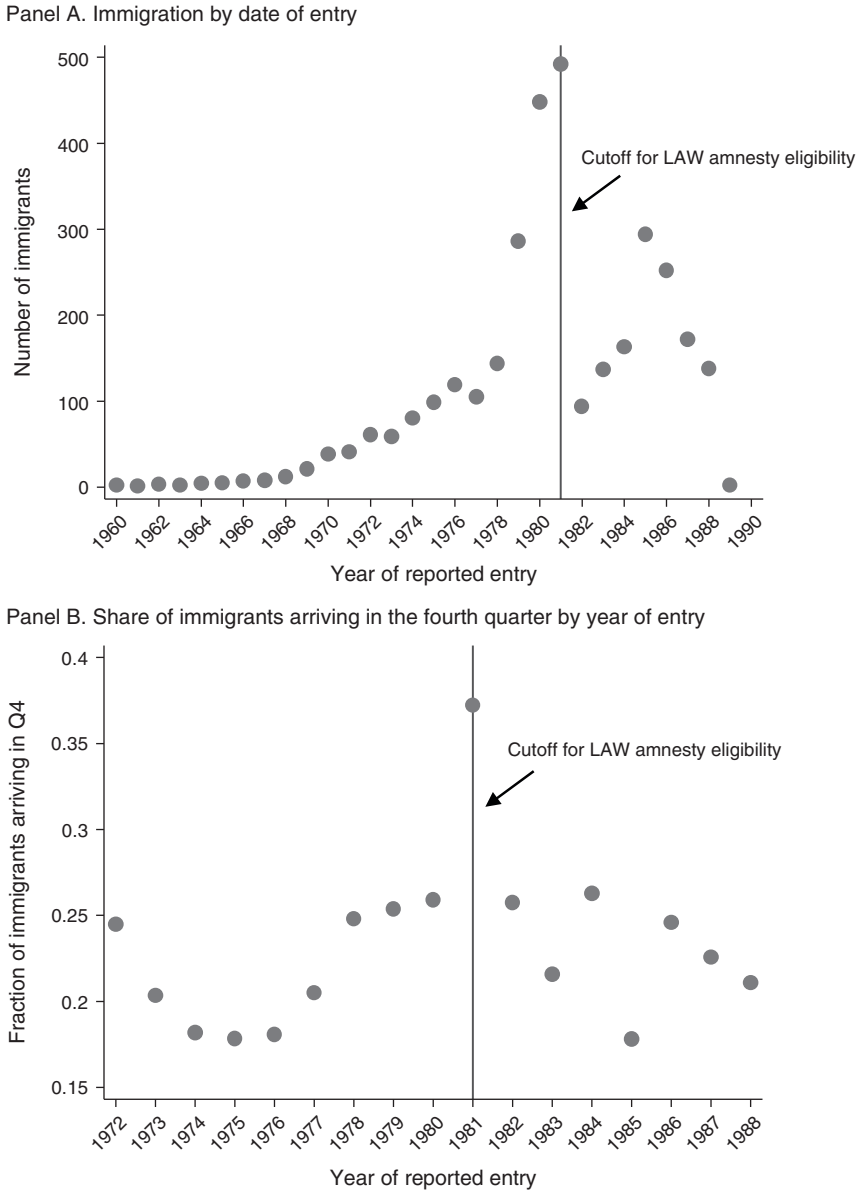 Panel A. Immigration by date of entry
500
400
300
200
100
0
Number of immigrants
Cutoff for LAW amnesty eligibility
1960 1962 1964 1966 1968 1970 1972 1974 1976 1978 1980 1982 1984 1986 1988 1990
Year of reported entry
Panel B. Share of immigrants arriving in the fourth quarter by year of entry
0.4
0.35
0.3
0.25
0.2
0.15
Fraction of immigrants arriving in Q4
Cutoff for LAW amnesty eligibility
1972 1973 1974 1975 1976 1977 1978 1979 1980 1981 1982 1983 1984 1985 1986 1987 1988
Year of reported entry